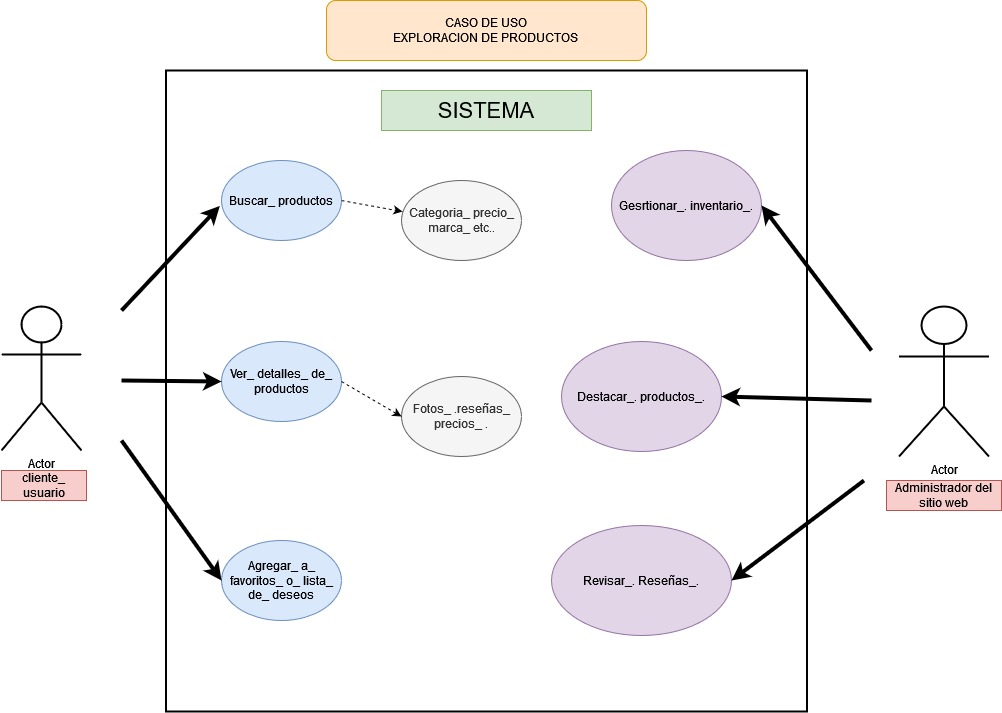 CASO DE USO
EXPLORACION DE PRODUCTOS
SISTEMA
Buscar_ productos
Categoria_ precio_
marca_ etc..
Gesrtionar_. inventario_.
Ver_ detalles_ de_
productos
Fotos_ .reseñas_
precios_ .
Destacar_. productos_.
Agregar_ a_
favoritos_ o_ lista_
de_ deseos
Revisar_. Reseñas_.
Actor
cliente_
usuario
Actor
Administrador del
sitio web